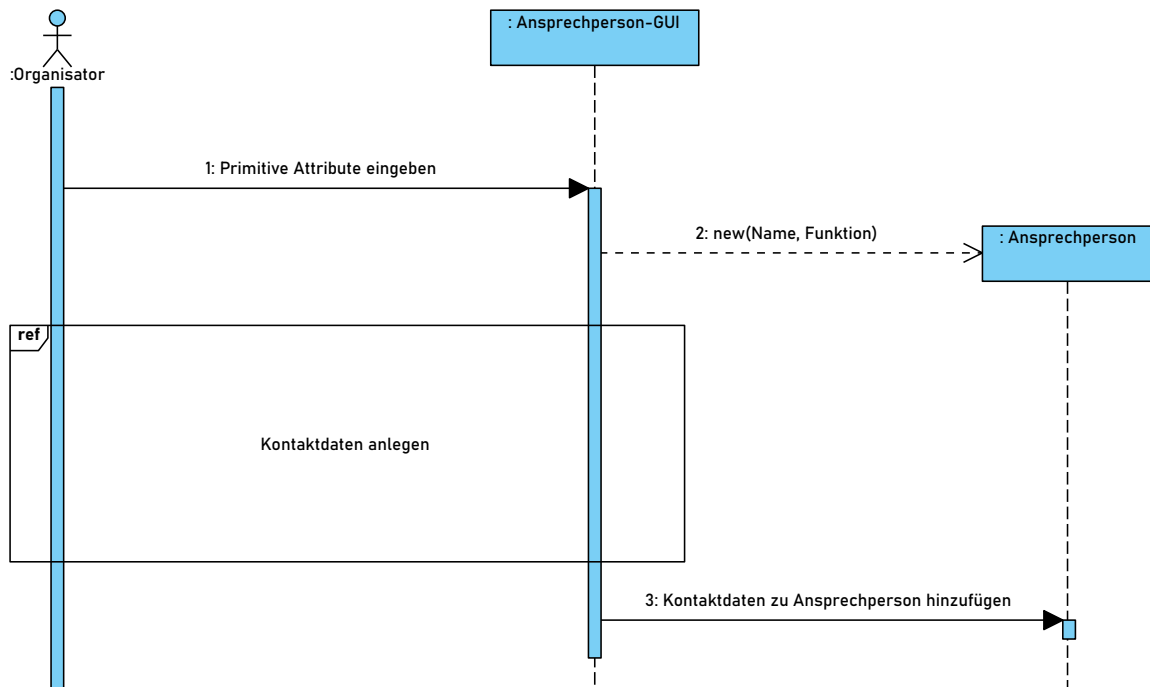 : Ansprechperson-GUI
:Organisator
1: Primitive Attribute eingeben
2: new(Name, Funktion)
: Ansprechperson
ref
Kontaktdaten anlegen
3: Kontaktdaten zu Ansprechperson hinzufügen